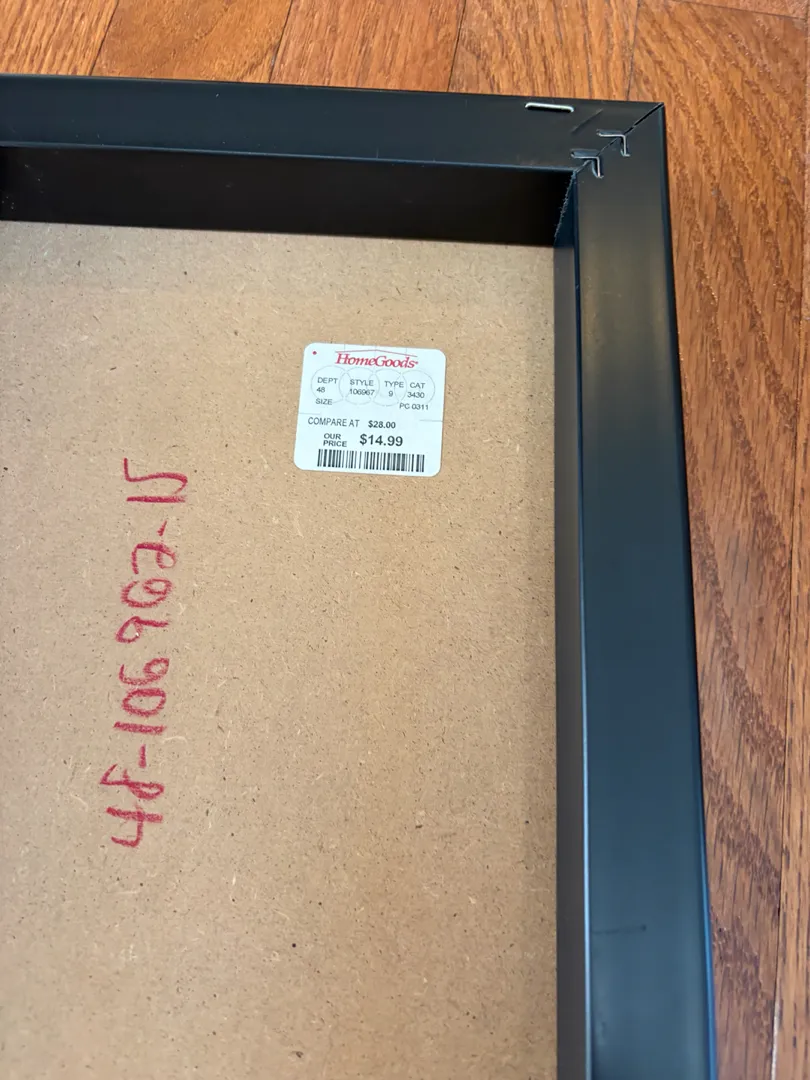 HomeGoods
DEPT STYLE TYPE CAT
48 106967 9 3430
SIZE PC 0311
COMPARE AT $28.00
OUR PRICE $14.99
48-106967-15